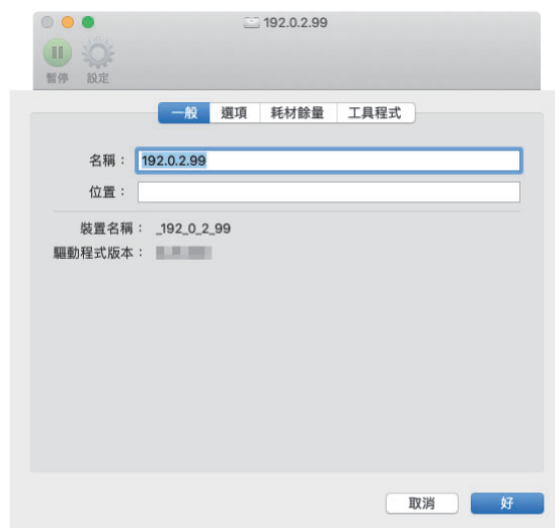 192.0.2.99
暫停 設定
一般 選項 耗材餘量 工具程式
名稱： 192.0.2.99
位置：
裝置名稱： _192_0_2_99
驅動程式版本：
取消 好